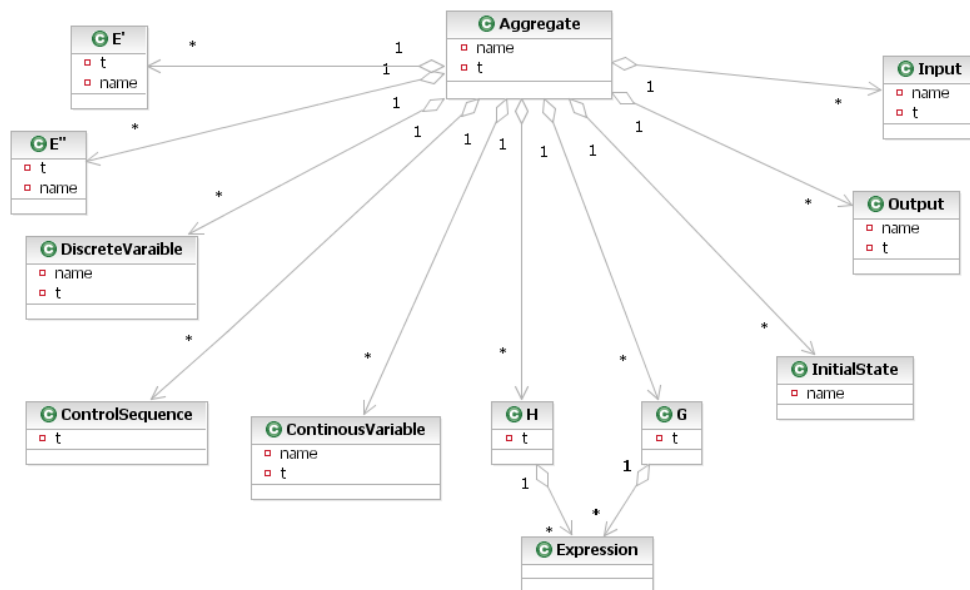 C Aggregate
name
t
C E'
t
name
C E"
t
name
C DiscreteVaraible
name
t
C ControlSequence
t
C ContinousVariable
name
t
C H
t
C G
t
C Expression
C InitialState
name
C Output
name
t
C Input
name
t
1
*
1
*
1
*
1
*
1
*
1
*
1
*
1
*
1
*
1
*
1
*
1
*